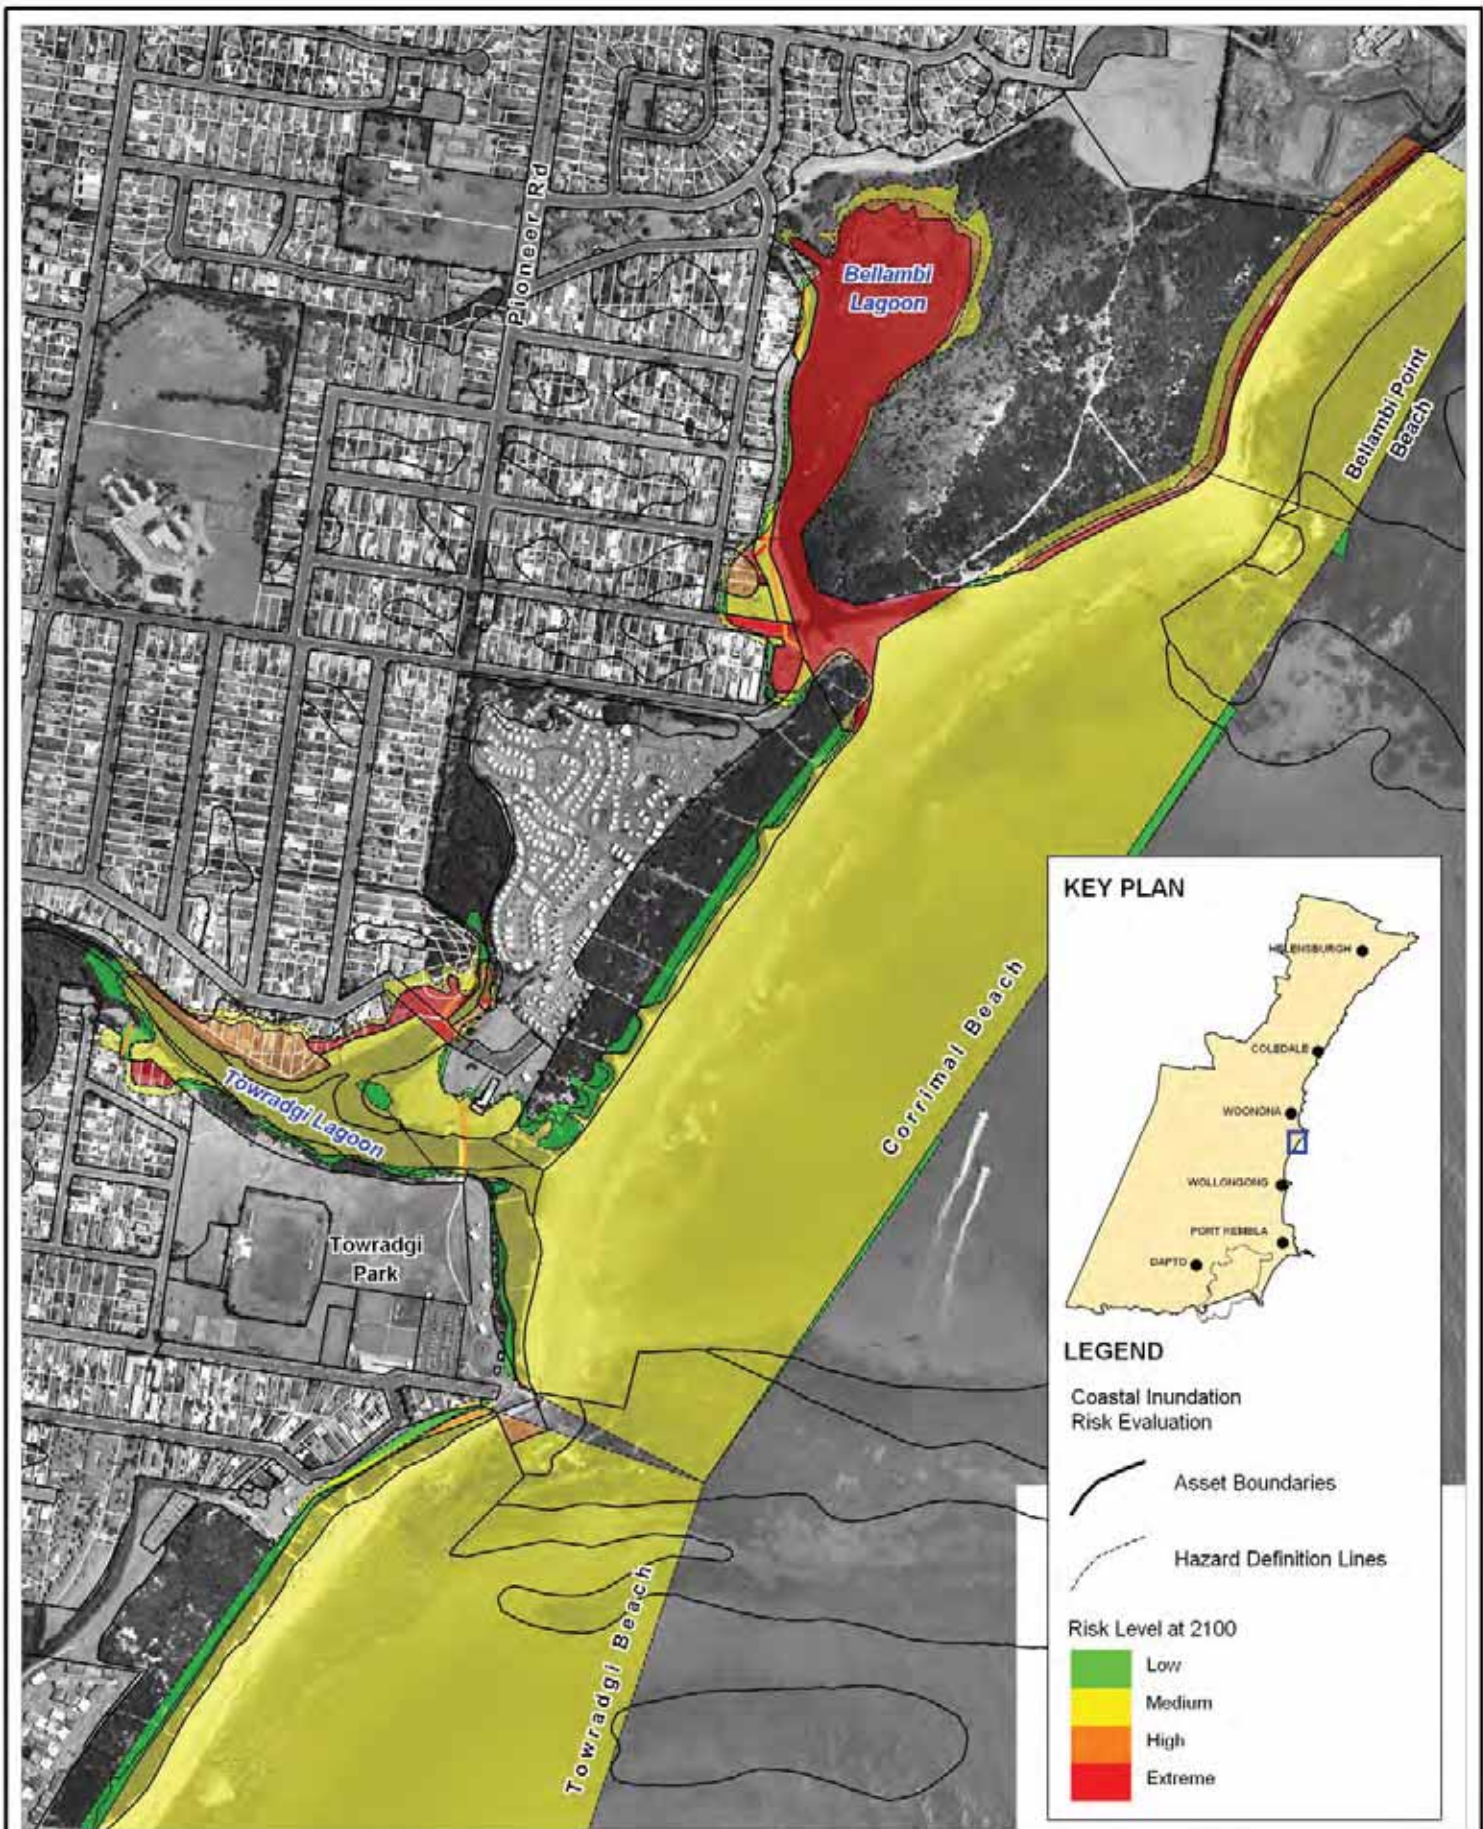 Pioneer Rd
Bellambi
Lagoon
Bellambi Point
Beach
Corrimal Beach
Towradgi Lagoon
Towradgi
Park
Towradgi Beach
KEY PLAN
HELENSBURGH
COLEDALE
WOONONA
WOLLONGONG
PORT KEMBLA
DAPTO
LEGEND
Coastal Inundation
Risk Evaluation
Asset Boundaries
Hazard Definition Lines
Risk Level at 2100
Low
Medium
High
Extreme